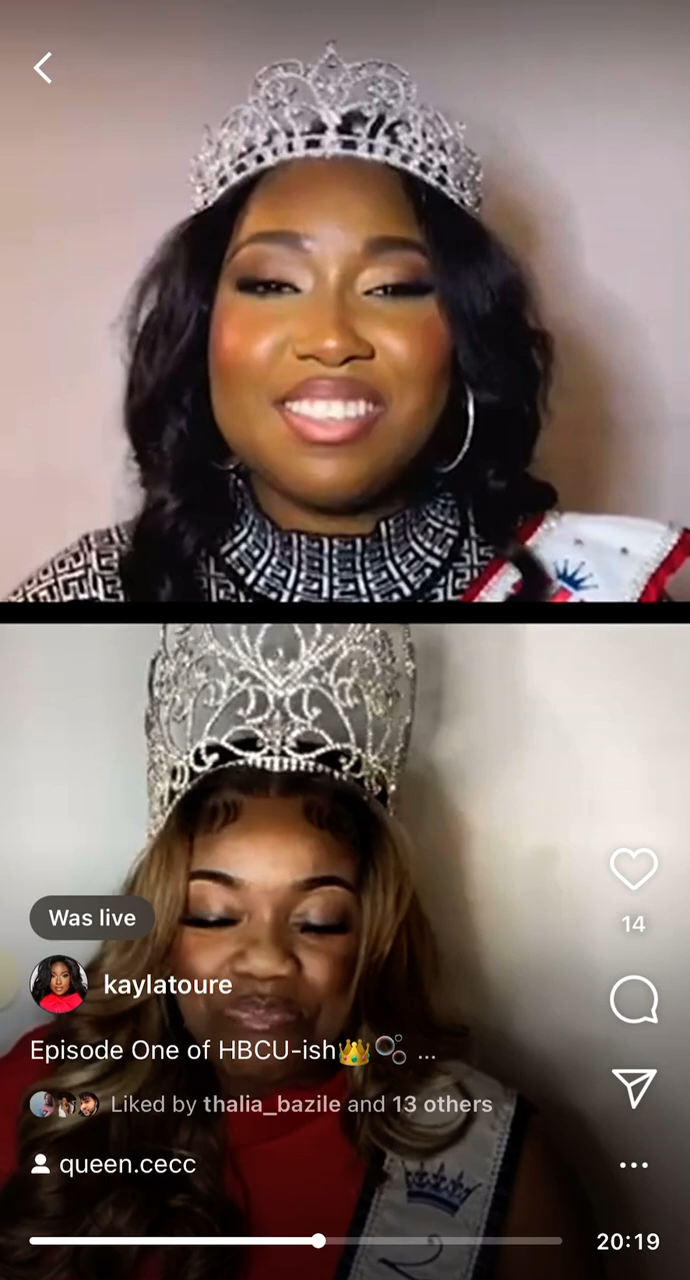 Was live
kaylatoure
Episode One of HBCU-ish👑🫧 ...
14
Liked by thalia_bazile and 13 others
queen.cecc
20:19